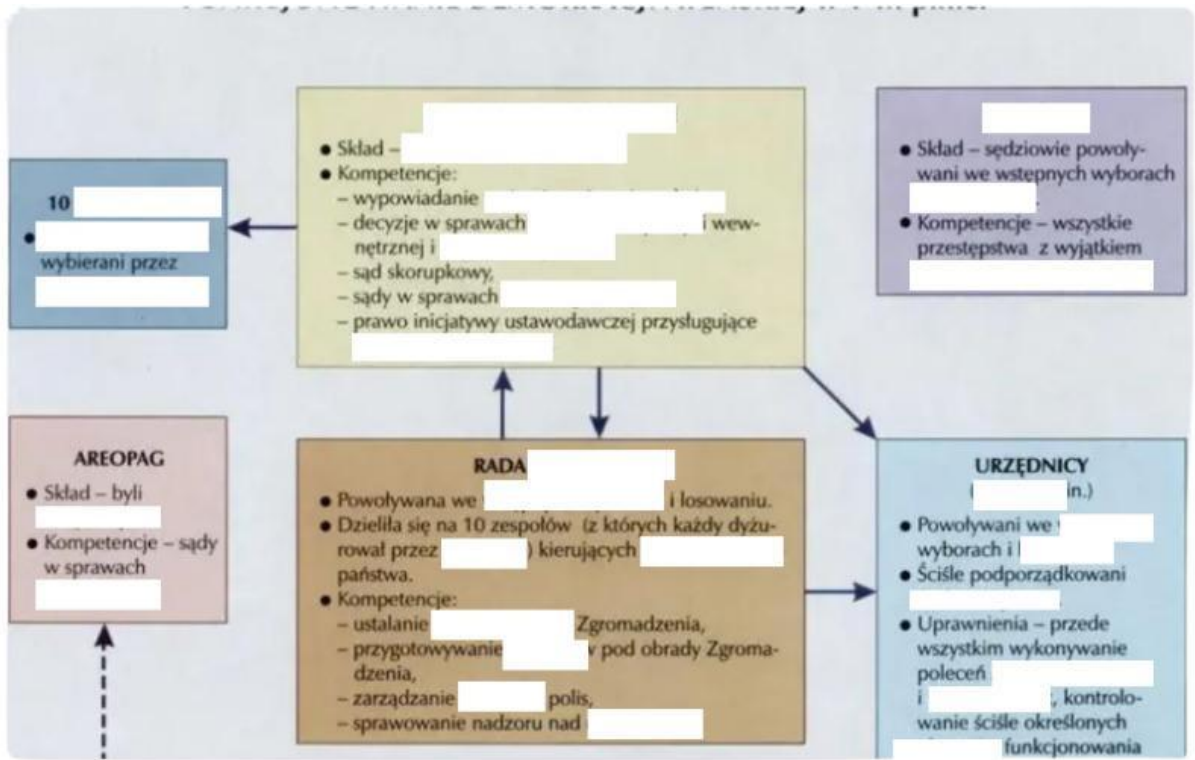 Skład –
Kompetencje:
– wypowiadanie
– decyzje w sprawach i wew-
nętrznej i
– sąd skorupkowy,
– sądy w sprawach
– prawo inicjatywy ustawodawczej przysługujące
Skład – sędziowie powoły-
wani we wstępnych wyborach
Kompetencje – wszystkie
przestępstwa z wyjątkiem
10
wybierani przez
AREOPAG
Skład – byli
Kompetencje – sądy
w sprawach
RADA
Powoływana we i losowaniu.
Dzieliła się na 10 zespołów (z których każdy dyżu-
rował przez ) kierujących
państwa.
Kompetencje:
– ustalanie Zgromadzenia,
– przygotowywanie w pod obrady Zgroma-
dzenia,
– zarządzanie polis,
– sprawowanie nadzoru nad
URZĘDNICY
( in.)
Powoływani we
wyborach i
Ściśle podporządkowani
Uprawnienia – przede
wszystkim wykonywanie
poleceń
i , kontrolo-
wanie ściśle określonych
funkcjonowania